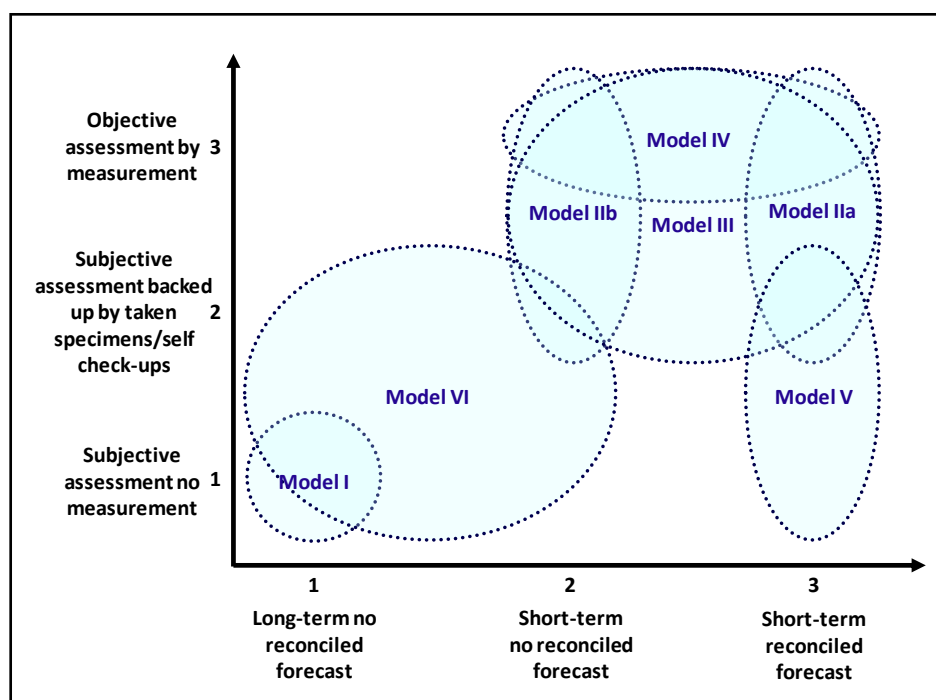 Objective
assessment by 3
measurement
Model IV
Model IIb
Model III
Model IIa
Subjective
assessment backed
up by taken 2
specimens/self
check-ups
Model VI
Model V
Subjective
assessment no 1
measurement
Model I
1
2
3
Long-term no
reconciled
forecast
Short-term
no reconciled
forecast
Short-term
reconciled
forecast